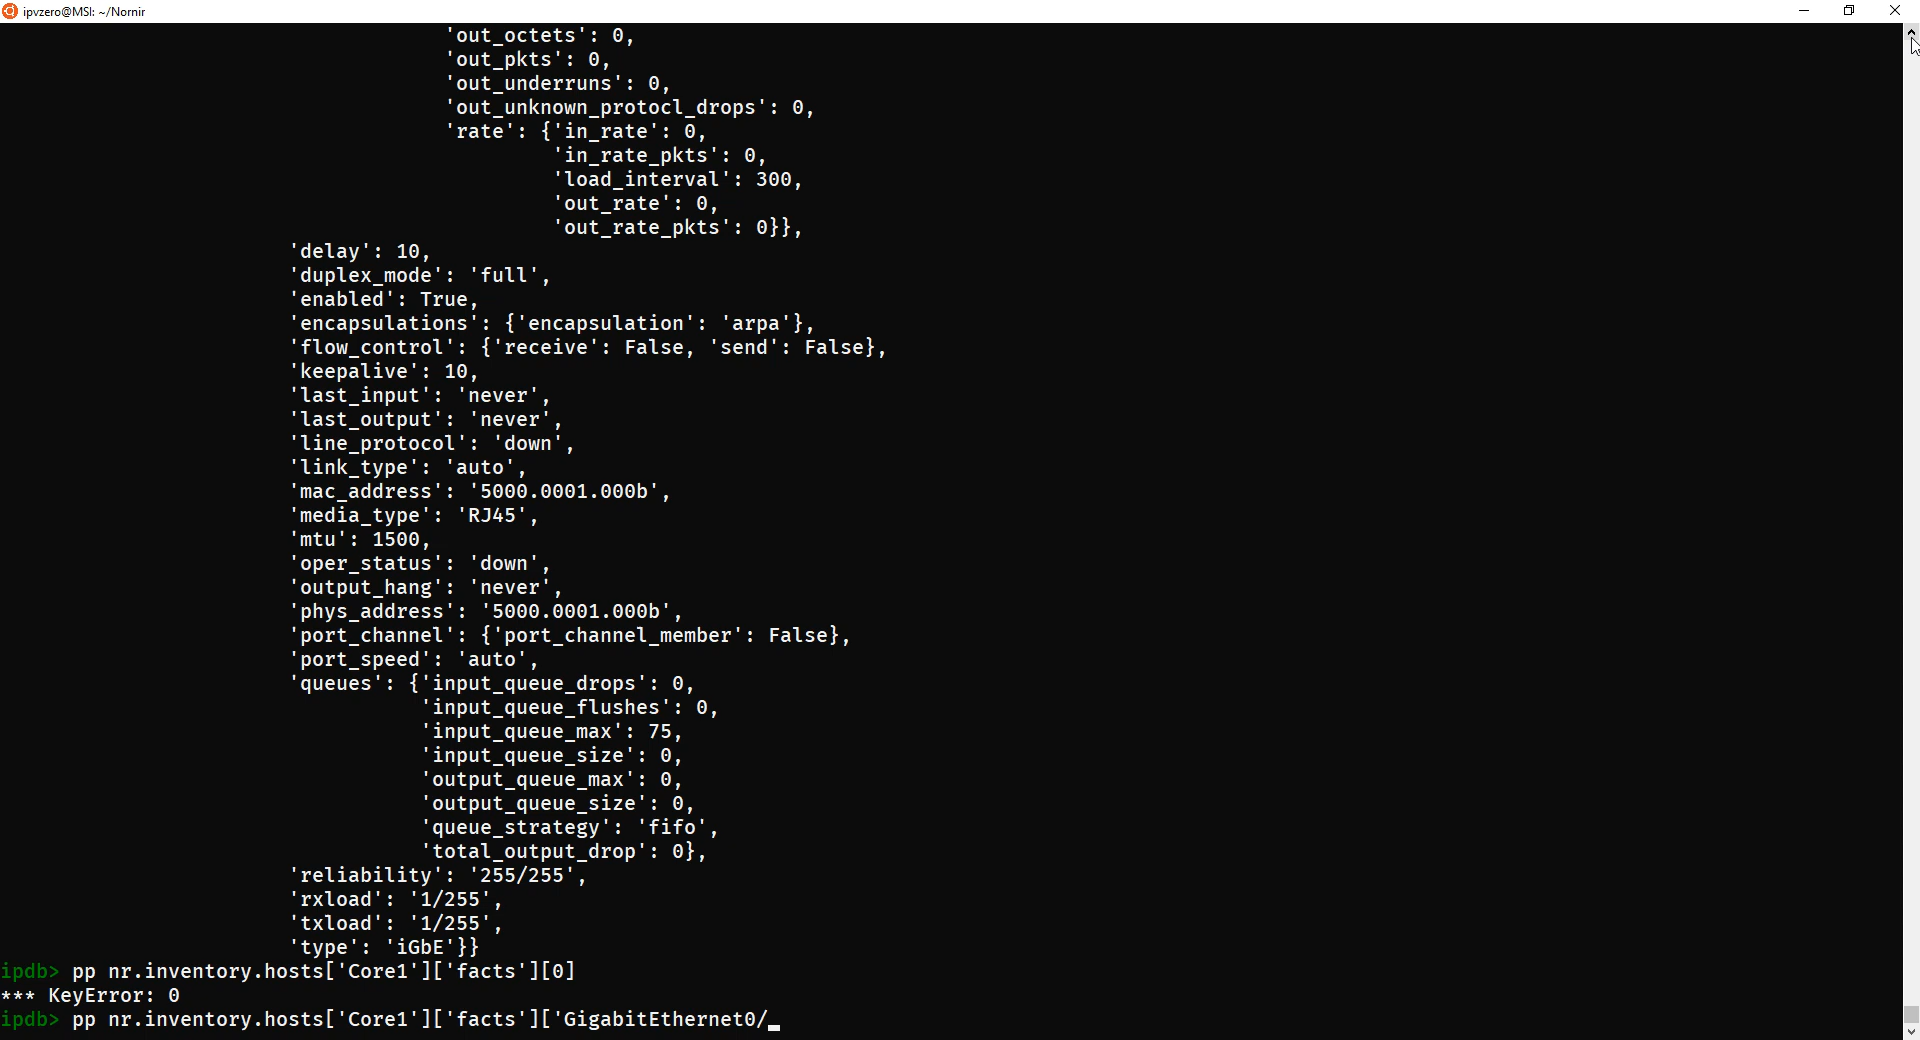 ipvzero@MSI: ~/Nornir
'out_octets': 0,
'out_pkts': 0,
'out_underruns': 0,
'out_unknown_protocl_drops': 0,
'rate': {'in_rate': 0,
'in_rate_pkts': 0,
'load_interval': 300,
'out_rate': 0,
'out_rate_pkts': 0}},
'delay': 10,
'duplex_mode': 'full',
'enabled': True,
'encapsulations': {'encapsulation': 'arpa'},
'flow_control': {'receive': False, 'send': False},
'keepalive': 10,
'last_input': 'never',
'last_output': 'never',
'line_protocol': 'down',
'link_type': 'auto',
'mac_address': '5000.0001.000b',
'media_type': 'RJ45',
'mtu': 1500,
'oper_status': 'down',
'output_hang': 'never',
'phys_address': '5000.0001.000b',
'port_channel': {'port_channel_member': False},
'port_speed': 'auto',
'queues': {'input_queue_drops': 0,
'input_queue_flushes': 0,
'input_queue_max': 75,
'input_queue_size': 0,
'output_queue_max': 0,
'output_queue_size': 0,
'queue_strategy': 'fifo',
'total_output_drop': 0},
'reliability': '255/255',
'rxload': '1/255',
'txload': '1/255',
'type': 'iGbE'}}
ipdb> pp nr.inventory.hosts['Core1']['facts'][0]
*** KeyError: 0
ipdb> pp nr.inventory.hosts['Core1']['facts']['GigabitEthernet0/